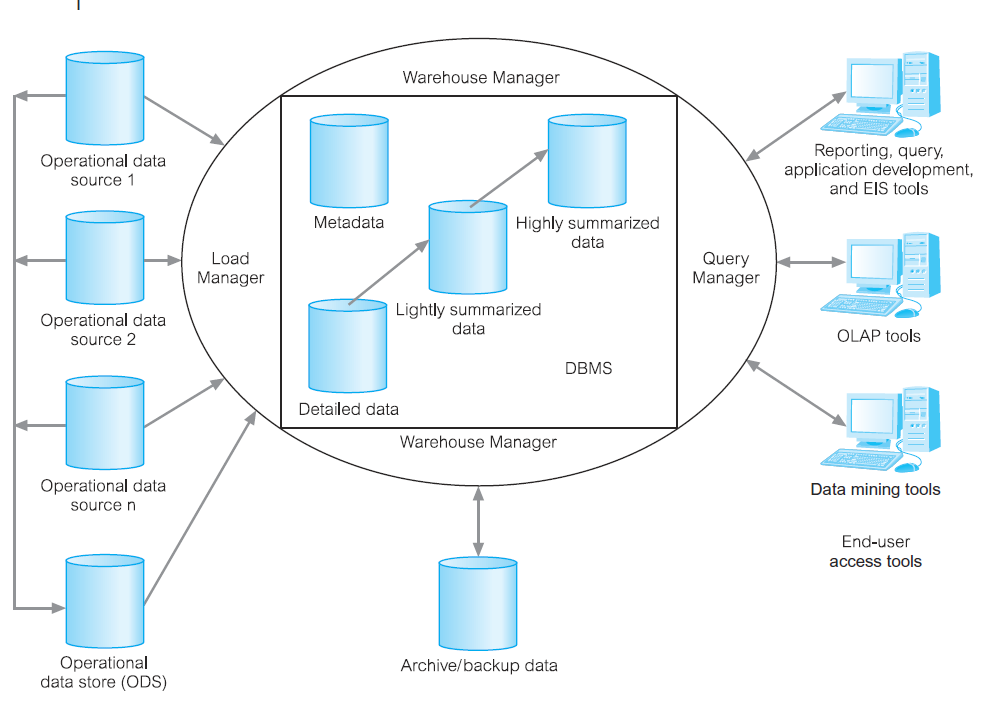 Warehouse Manager
Operational data
source 1
Metadata
Highly summarized
data
Reporting, query,
application development,
and EIS tools
Load
Manager
Query
Manager
Operational data
source 2
Lightly summarized
data
OLAP tools
DBMS
Detailed data
Warehouse Manager
Operational data
source n
Data mining tools
End-user
access tools
Operational
data store (ODS)
Archive/backup data